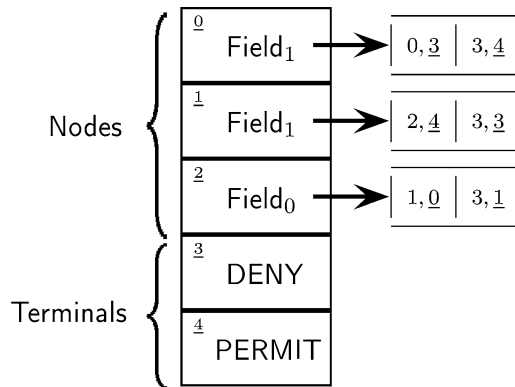 0 Field1 0,3 3,4
1 Field1 2,4 3,3
Nodes
2 Field0 1,0 3,1
3 DENY
Terminals
4 PERMIT